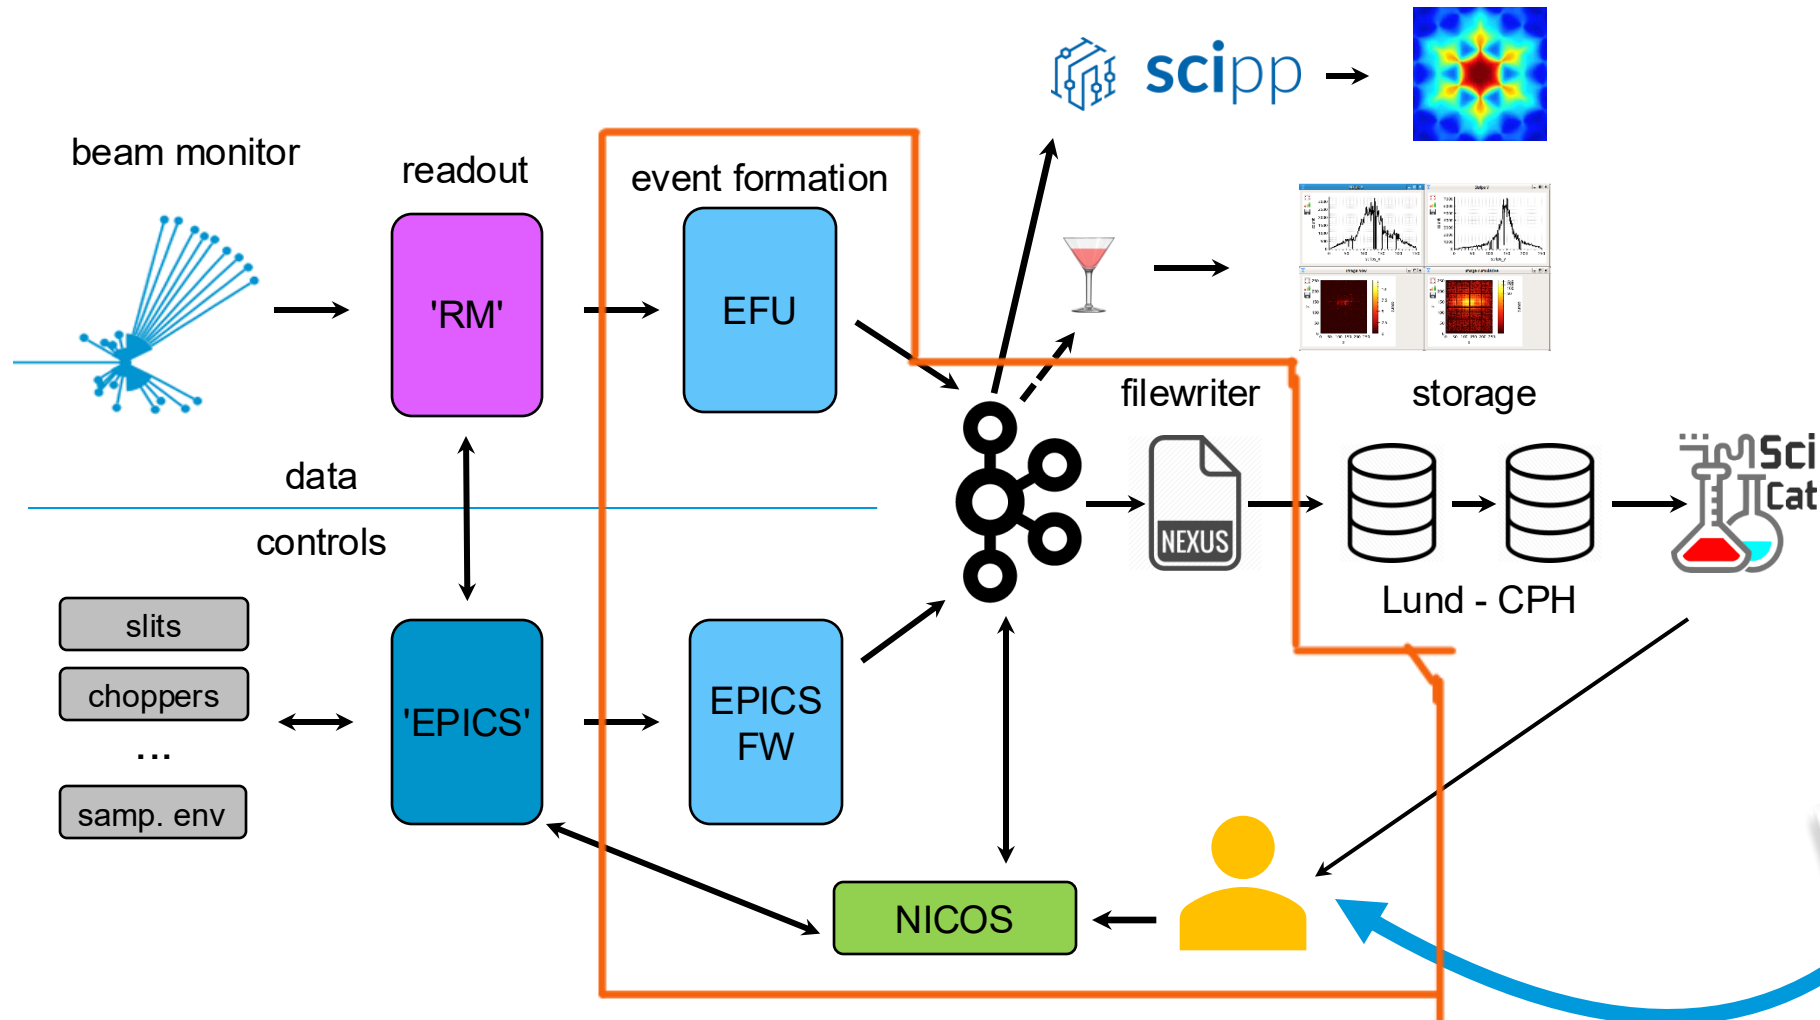 scipp
beam monitor
readout
event formation
'RM'
EFU
filewriter
storage
data
controls
NEXUS
Sci
Cat
Lund - CPH
slits
choppers
...
samp. env
'EPICS'
EPICS
FW
NICOS